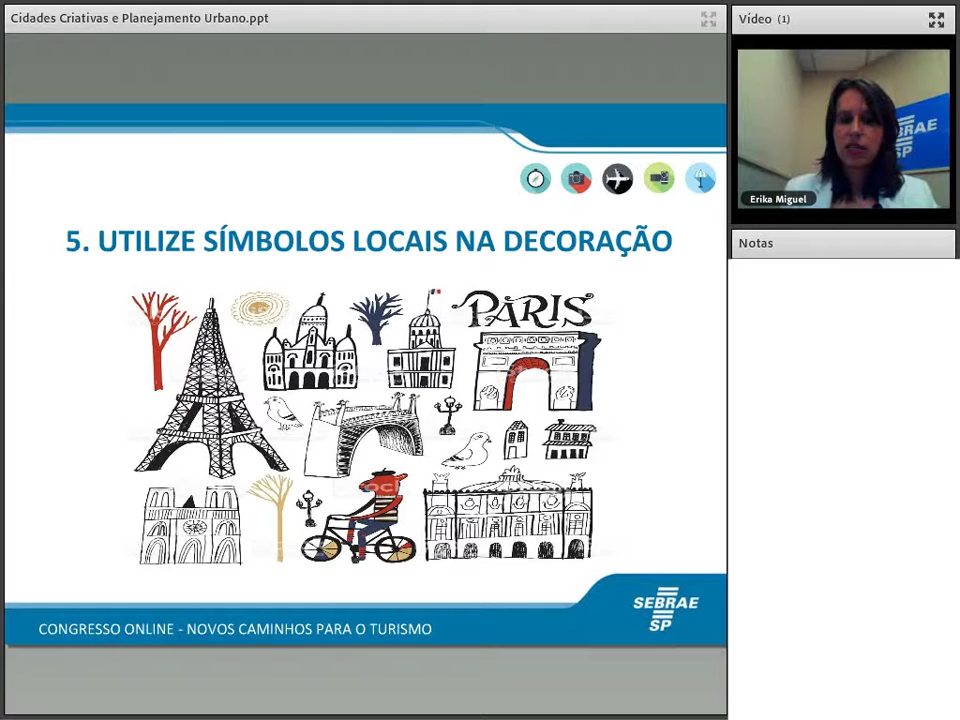 Cidades Criativas e Planejamento Urbano.ppt
Vídeo (1)
BRAE
SP
Erika Miguel
Notas
5. UTILIZE SÍMBOLOS LOCAIS NA DECORAÇÃO
PARIS
SEBRAE
SP
CONGRESSO ONLINE - NOVOS CAMINHOS PARA O TURISMO